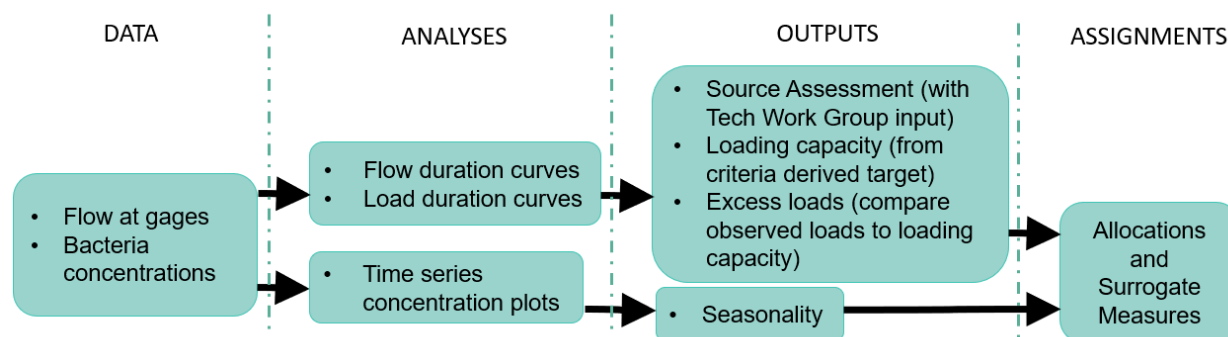 DATA
ANALYSES
OUTPUTS
ASSIGNMENTS
• Flow at gages
• Bacteria
concentrations
• Flow duration curves
• Load duration curves
• Time series
concentration plots
• Source Assessment (with
Tech Work Group input)
• Loading capacity (from
criteria derived target)
• Excess loads (compare
observed loads to loading
capacity)
• Seasonality
Allocations
and
Surrogate
Measures